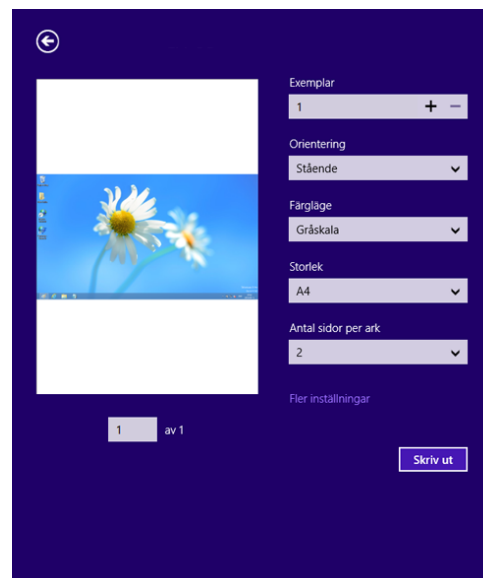 Exemplar
1
Orientering
Stående
Färgläge
Gråskala
Storlek
A4
Antal sidor per ark
2
Fler inställningar
1 av 1
Skriv ut